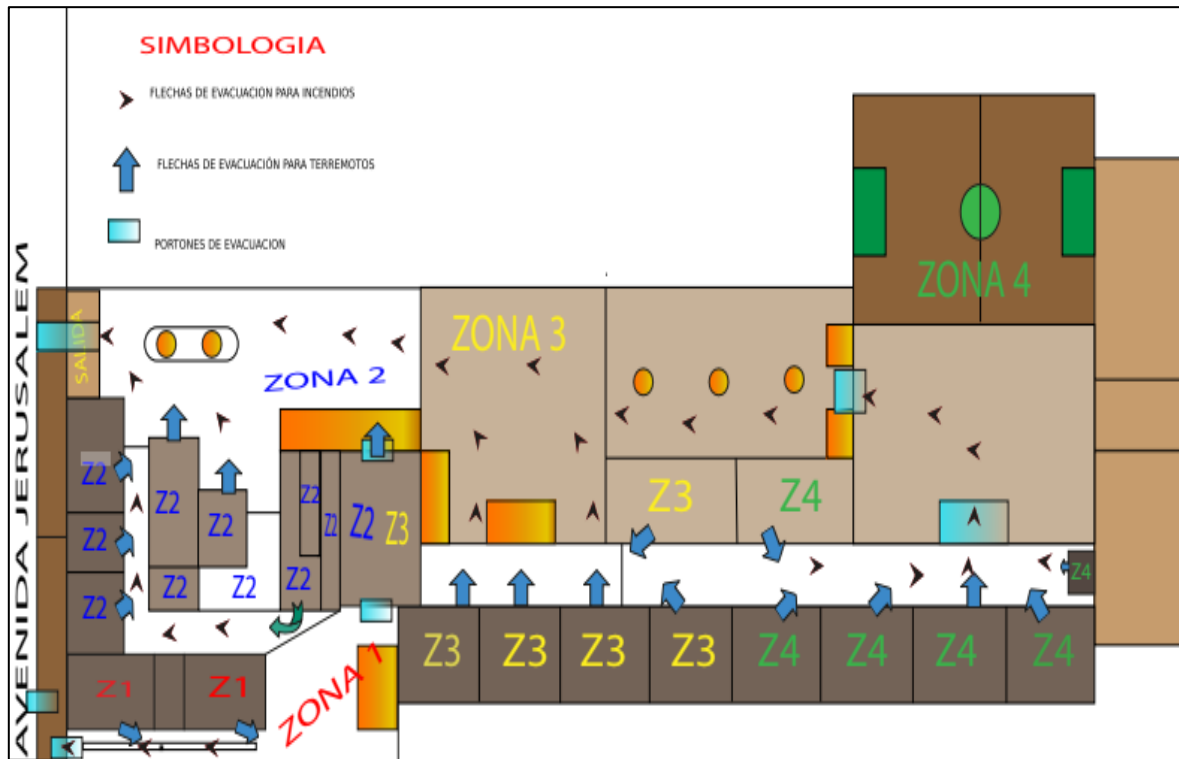 SIMBOLOGIA
FLECHAS DE EVACUACION PARA INCENDIOS
FLECHAS DE EVACUACIÓN PARA TERREMOTOS
PORTONES DE EVACUACION
AVENIDA JERUSALEM
SALIDA
ZONA 2
ZONA 3
ZONA 4
Z2
Z2
Z2
Z2
Z2
Z2
Z2
Z2
Z2
Z2
Z2
Z3
Z3
Z4
Z4
Z1
Z1
ZONA 1
Z3
Z3
Z3
Z3
Z4
Z4
Z4
Z4